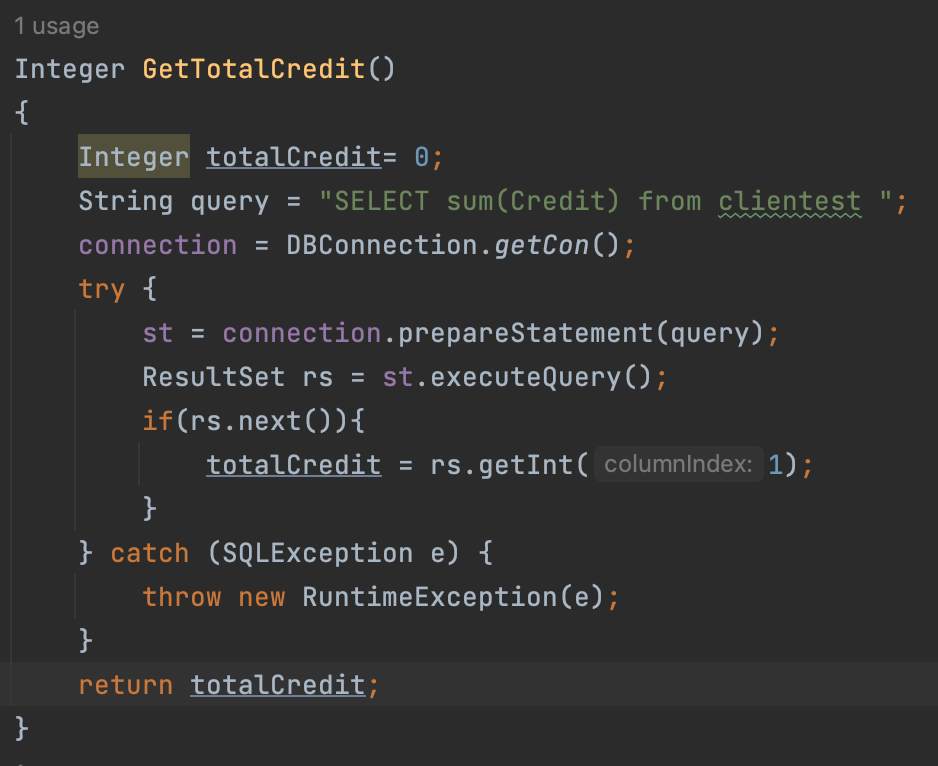 1 usage
Integer GetTotalCredit()
{
    Integer totalCredit= 0;
    String query = "SELECT sum(Credit) from clientest ";
    connection = DBConnection.getCon();
    try {
        st = connection.prepareStatement(query);
        ResultSet rs = st.executeQuery();
        if(rs.next()){
            totalCredit = rs.getInt( columnIndex: 1);
        }
    } catch (SQLException e) {
        throw new RuntimeException(e);
    }
    return totalCredit;
}